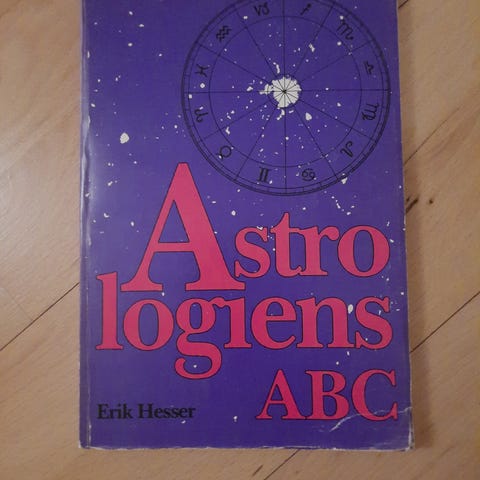 Astro
logiens
ABC
Erik Hesser